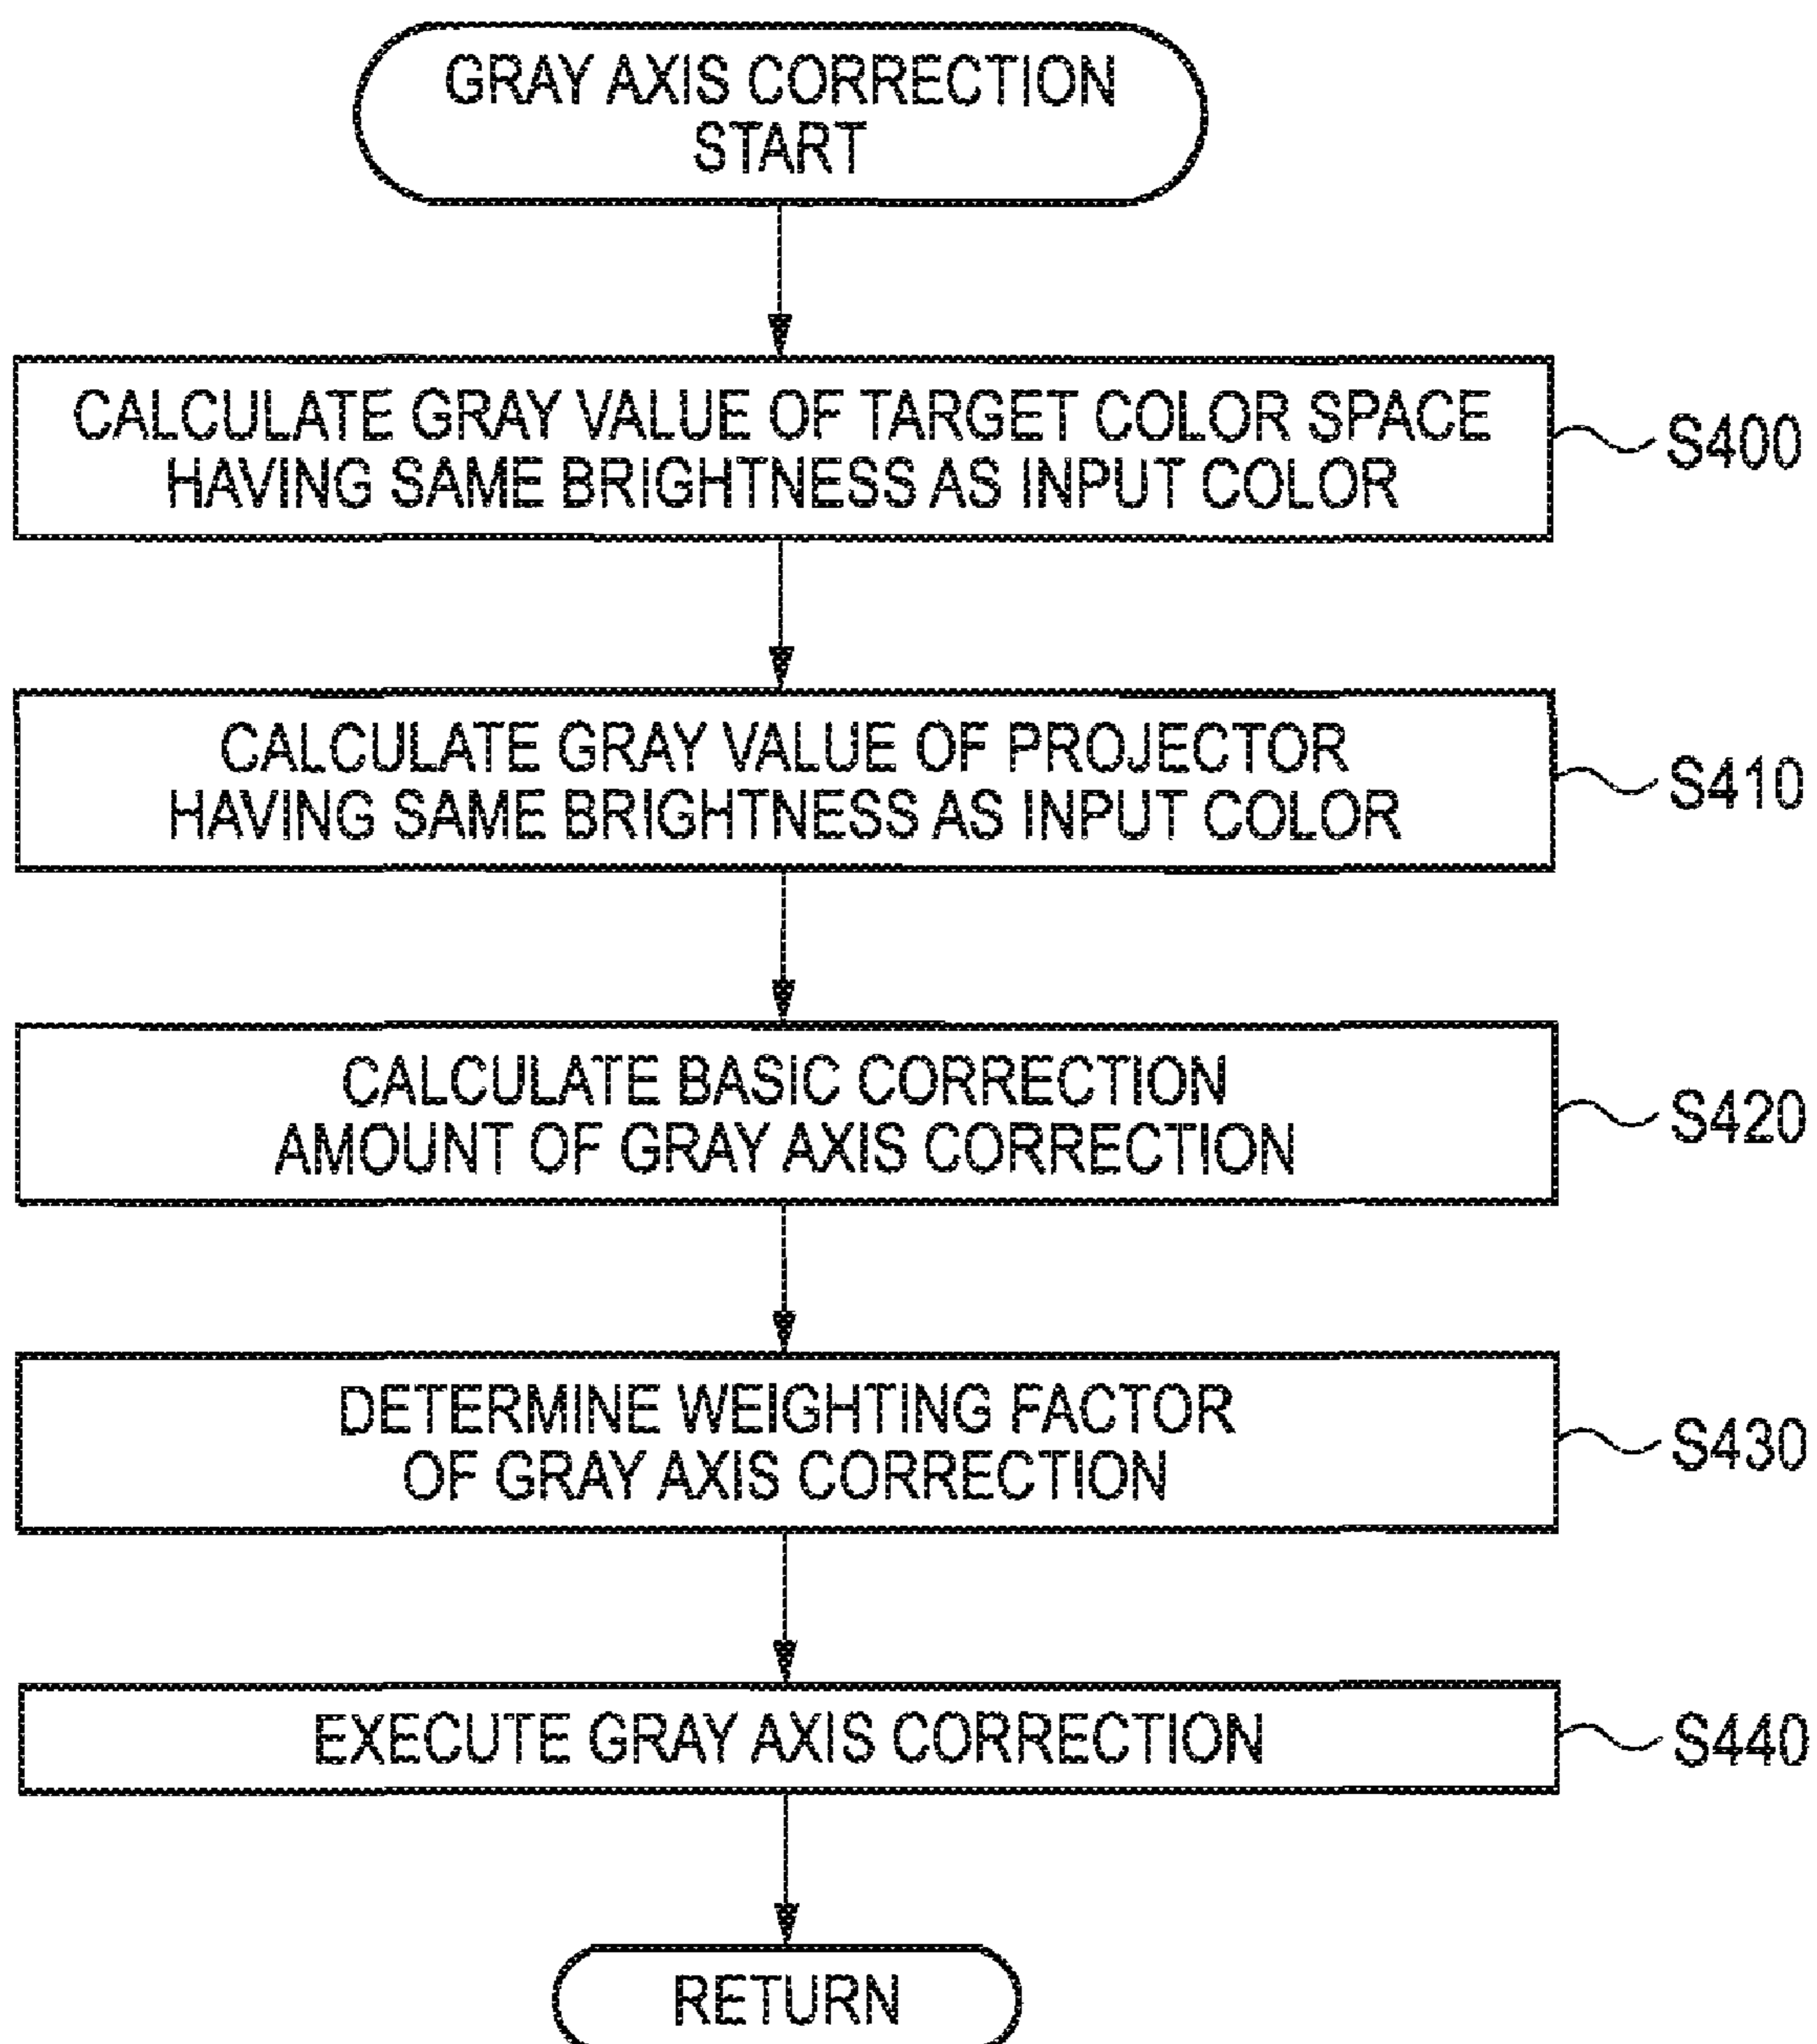 GRAY AXIS CORRECTION
START
CALCULATE GRAY VALUE OF TARGET COLOR SPACE
HAVING SAME BRIGHTNESS AS INPUT COLOR
S400
CALCULATE GRAY VALUE OF PROJECTOR
HAVING SAME BRIGHTNESS AS INPUT COLOR
S410
CALCULATE BASIC CORRECTION
AMOUNT OF GRAY AXIS CORRECTION
S420
DETERMINE WEIGHTING FACTOR
OF GRAY AXIS CORRECTION
S430
EXECUTE GRAY AXIS CORRECTION
S440
RETURN